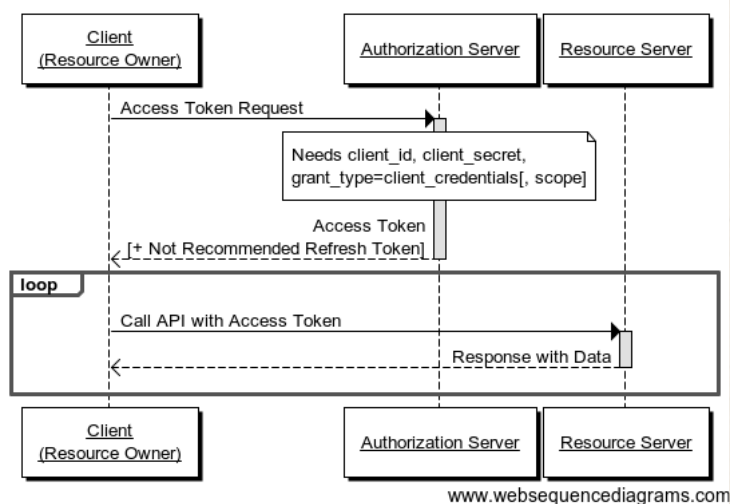 Client
(Resource Owner)
Authorization Server
Resource Server
Access Token Request
Needs client_id, client_secret,
grant_type=client_credentials[, scope]
Access Token
[+ Not Recommended Refresh Token]
loop
Call API with Access Token
Response with Data
Client
(Resource Owner)
Authorization Server
Resource Server
www.websequencediagrams.com